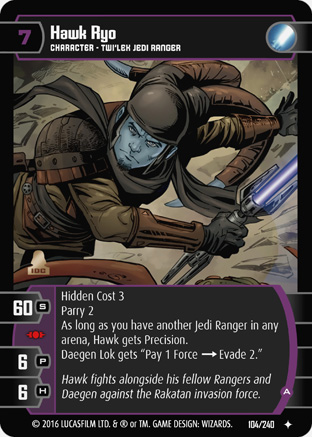 7
Hawk Ryo
CHARACTER - TWI'LEK JEDI RANGER
IDC
60 S
6 P
6 H
Hidden Cost 3
Parry 2
As long as you have another Jedi Ranger in any
arena, Hawk gets Precision.
Daegen Lok gets "Pay 1 Force → Evade 2."
Hawk fights alongside his fellow Rangers and
Daegen against the Rakatan invasion force.
A
© 2016 LUCASFILM LTD. & ® or TM. GAME DESIGN: WIZARDS. 104/240